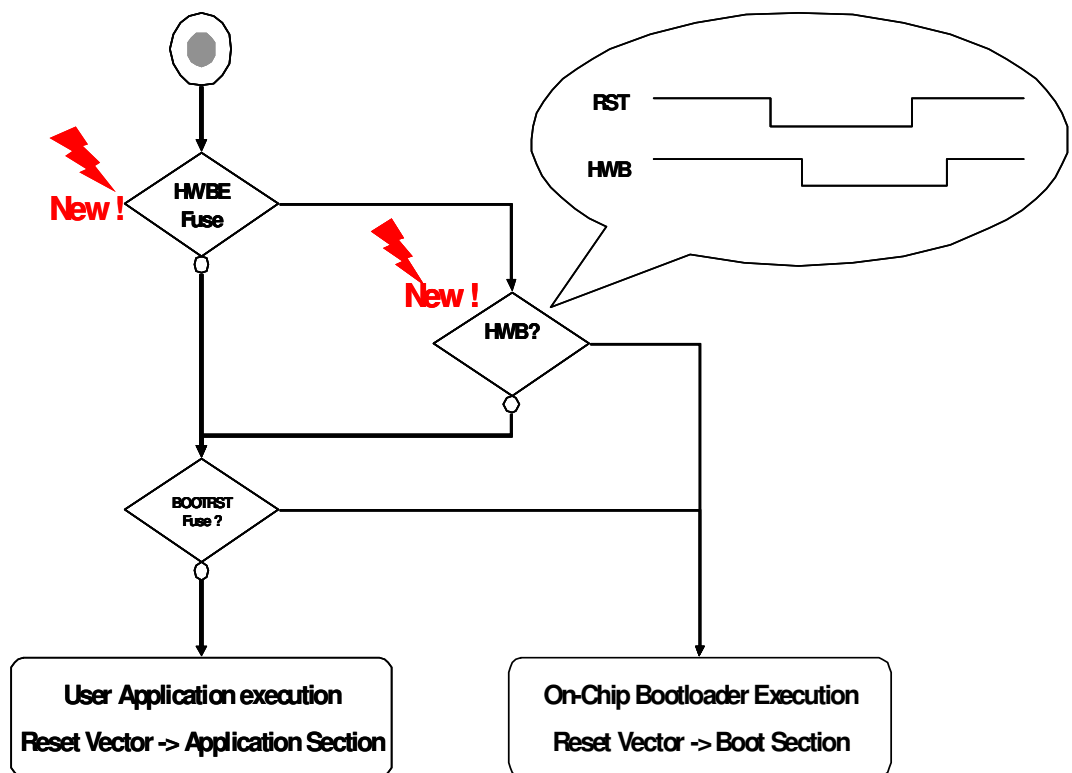 RST
HWB
HWBE
Fuse
New !
New !
HWB?
BOOTRST
Fuse ?
User Application execution
Reset Vector -> Application Section
On-Chip Bootloader Execution
Reset Vector -> Boot Section